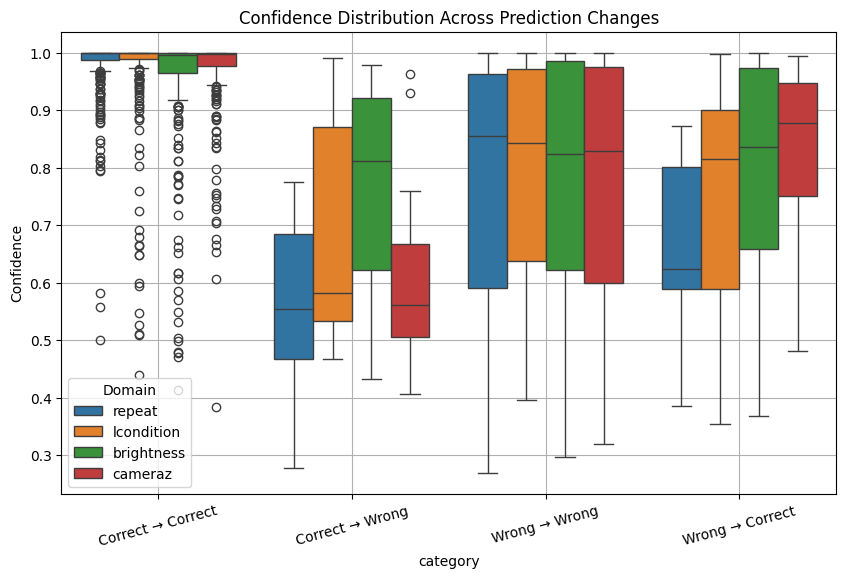 Confidence Distribution Across Prediction Changes
1.0
0.9
0.8
0.7
0.6
0.5
0.4
0.3
Confidence
Domain
repeat
lcondition
brightness
cameraz
Correct → Correct
Correct → Wrong
Wrong → Wrong
Wrong → Correct
category